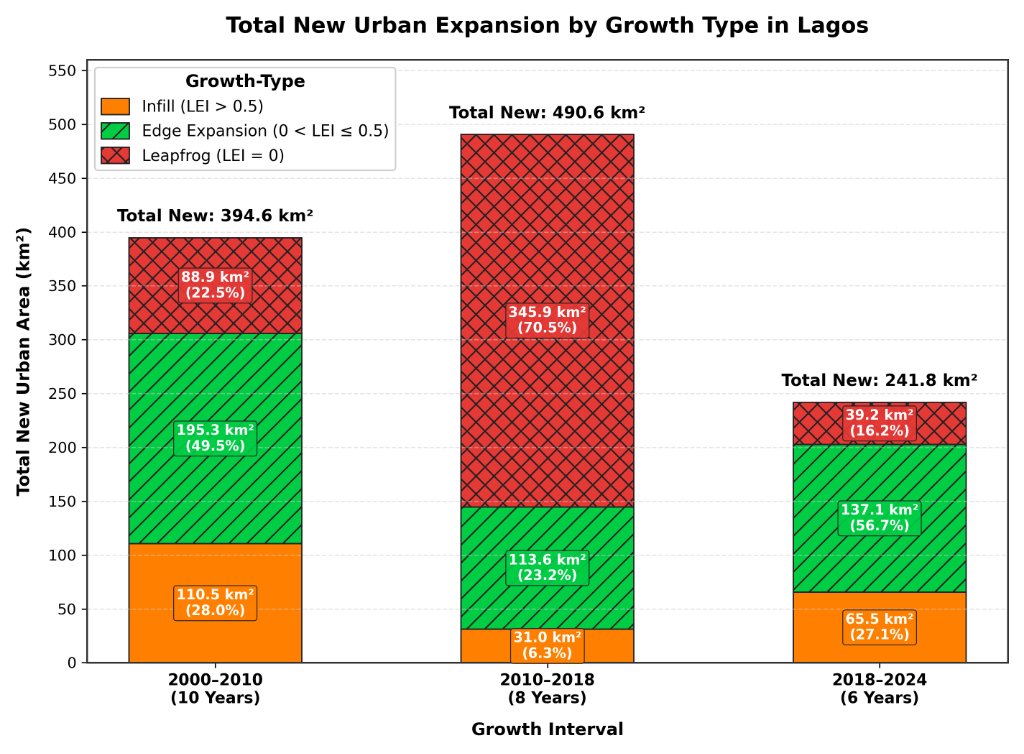 Total New Urban Expansion by Growth Type in Lagos
Total New Urban Area (km²)
550
500
450
400
350
300
250
200
150
100
50
0
Growth-Type
Infill (LEI > 0.5)
Edge Expansion (0 < LEI ≤ 0.5)
Leapfrog (LEI = 0)
Total New: 394.6 km²
88.9 km²
(22.5%)
195.3 km²
(49.5%)
110.5 km²
(28.0%)
Total New: 490.6 km²
345.9 km²
(70.5%)
113.6 km²
(23.2%)
31.0 km²
(6.3%)
Total New: 241.8 km²
39.2 km²
(16.2%)
137.1 km²
(56.7%)
65.5 km²
(27.1%)
2000–2010
(10 Years)
2010–2018
(8 Years)
2018–2024
(6 Years)
Growth Interval